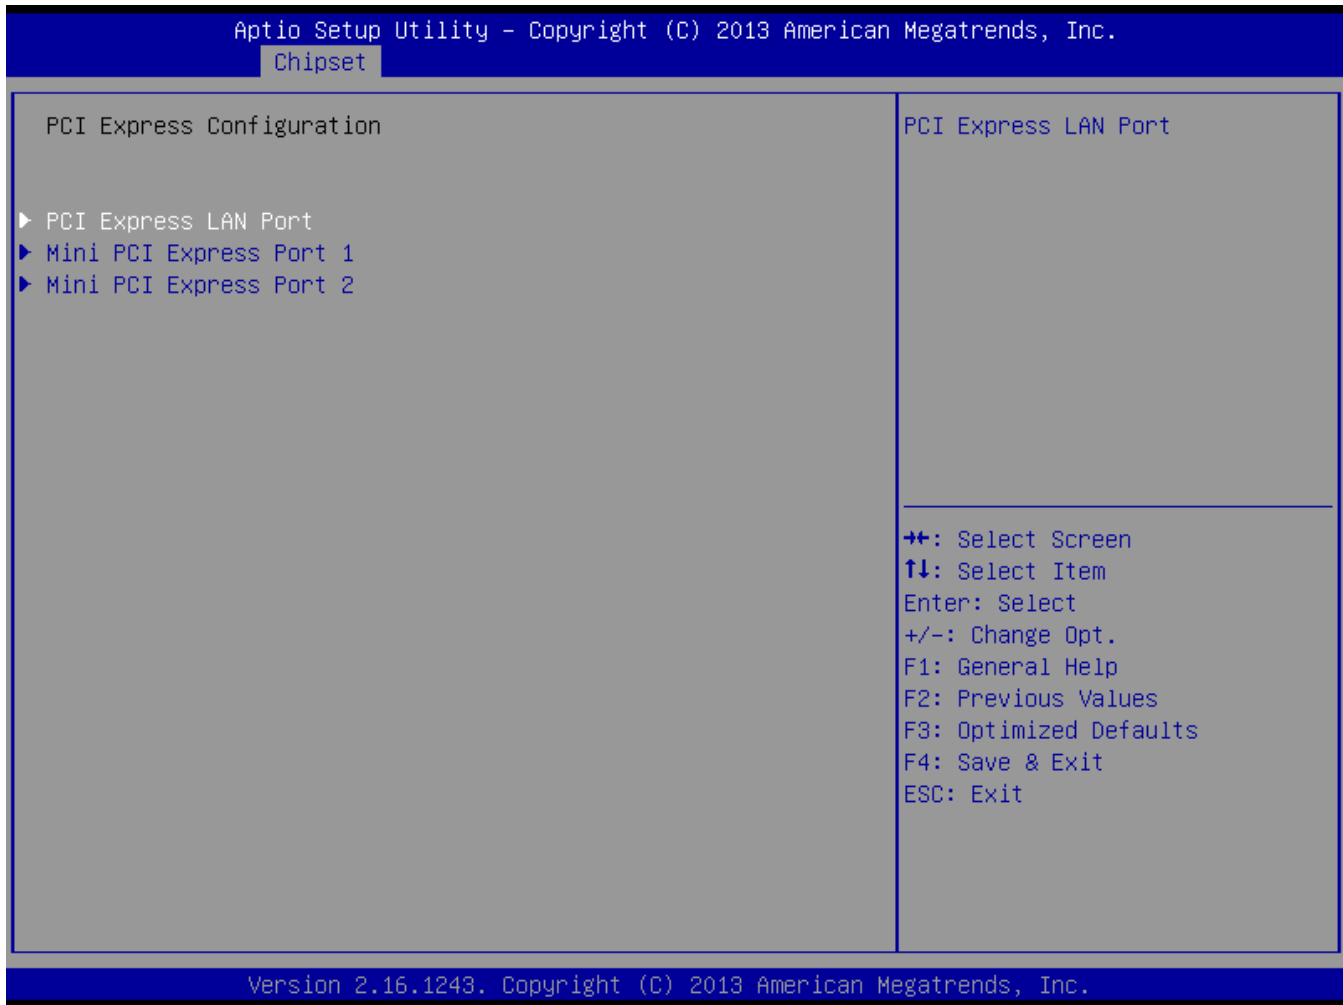 Aptio Setup Utility – Copyright (C) 2013 American Megatrends, Inc.
Chipset
PCI Express Configuration
▶ PCI Express LAN Port
▶ Mini PCI Express Port 1
▶ Mini PCI Express Port 2
PCI Express LAN Port
→←: Select Screen
↑↓: Select Item
Enter: Select
+/-: Change Opt.
F1: General Help
F2: Previous Values
F3: Optimized Defaults
F4: Save & Exit
ESC: Exit
Version 2.16.1243. Copyright (C) 2013 American Megatrends, Inc.